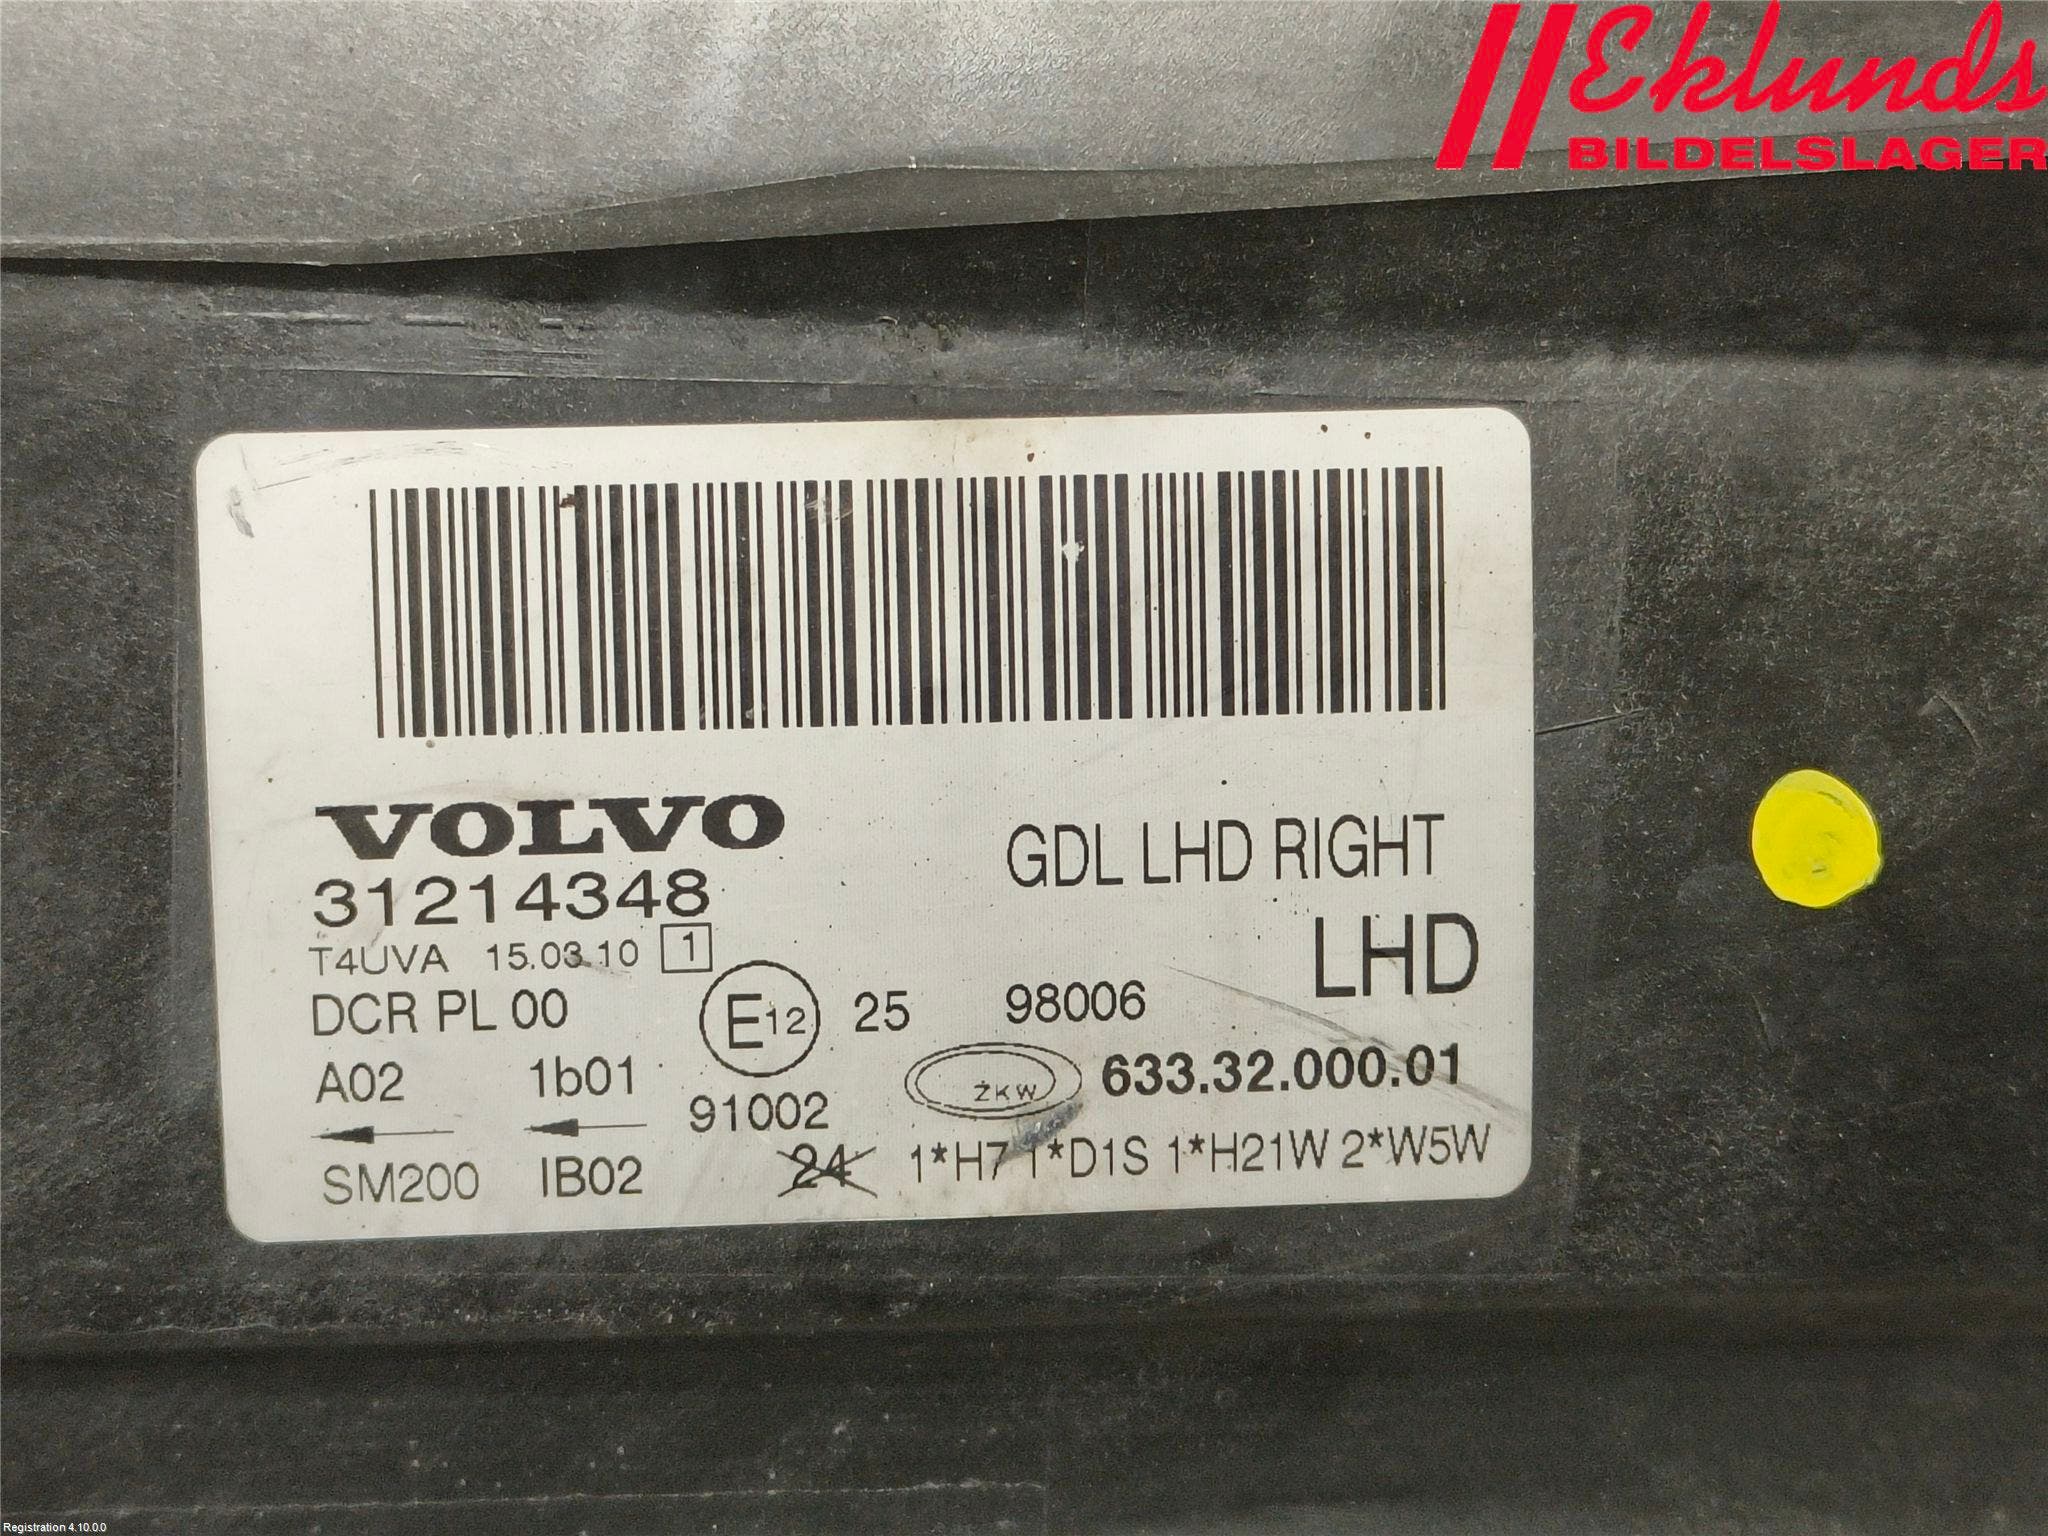 Eklunds
BILDELSLAGER
VOLVO
31214348
GDL LHD RIGHT
T4UVA 15.03.10 1
LHD
DCR PL 00
E12 25 98006
A02 1b01
91002
ZKW 633.32.000.01
SM200 IB02
24 1*H7 1*D1S 1*H21W 2*W5W
Registration 4.10.0.0